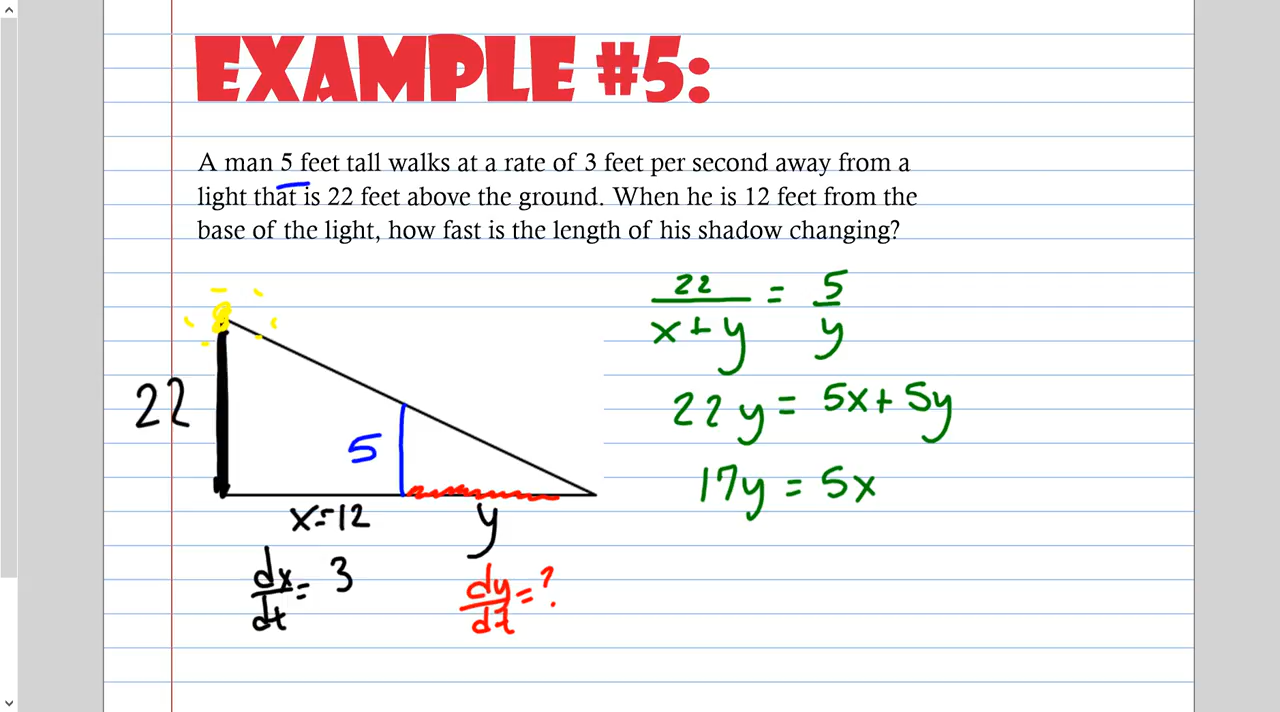 EXAMPLE #5:
A man 5 feet tall walks at a rate of 3 feet per second away from a
light that is 22 feet above the ground. When he is 12 feet from the
base of the light, how fast is the length of his shadow changing?
22/(x+y) = 5/y
22y = 5x+5y
17y = 5x
22
5
x=12
y
dx/dt = 3
dy/dt = ?